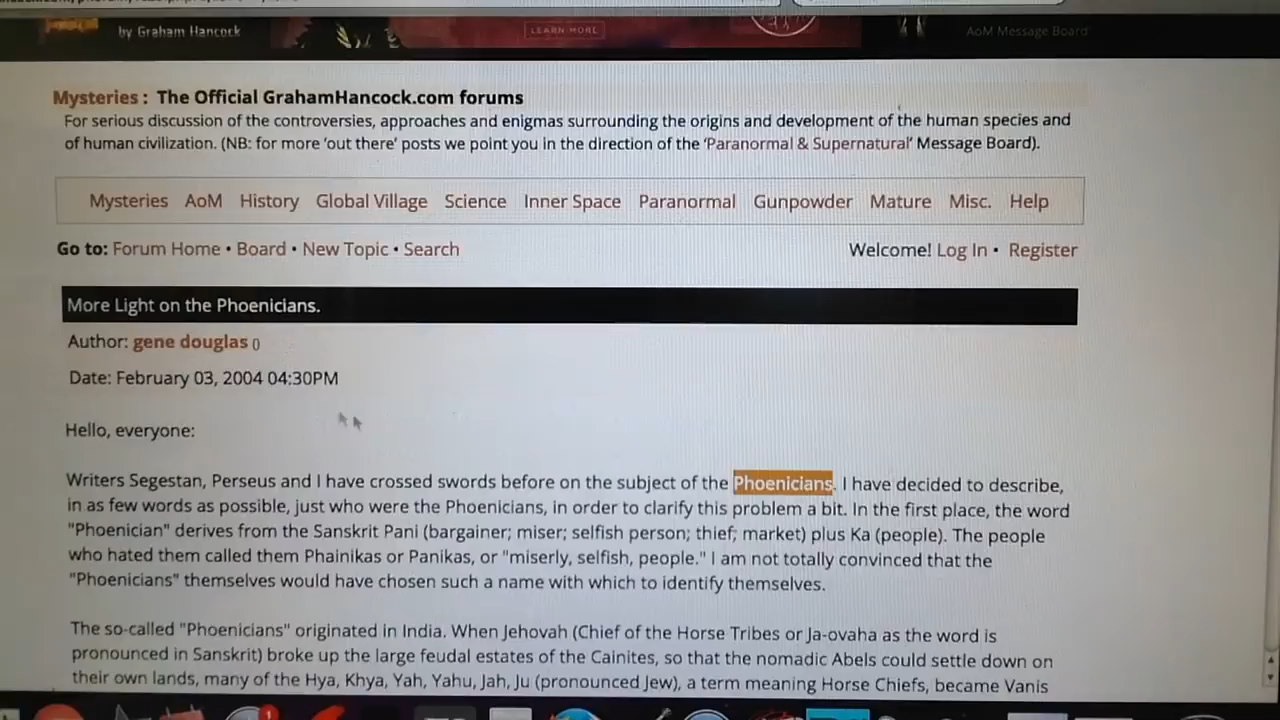 by Graham Hancock
LEARN MORE
AoM Message Board
Mysteries : The Official GrahamHancock.com forums
For serious discussion of the controversies, approaches and enigmas surrounding the origins and development of the human species and
of human civilization. (NB: for more 'out there' posts we point you in the direction of the 'Paranormal & Supernatural' Message Board).
Mysteries AoM History Global Village Science Inner Space Paranormal Gunpowder Mature Misc. Help
Go to: Forum Home • Board • New Topic • Search Welcome! Log In • Register
More Light on the Phoenicians.
Author: gene douglas ()
Date: February 03, 2004 04:30PM
Hello, everyone:
Writers Segestan, Perseus and I have crossed swords before on the subject of the Phoenicians. I have decided to describe,
in as few words as possible, just who were the Phoenicians, in order to clarify this problem a bit. In the first place, the word
"Phoenician" derives from the Sanskrit Pani (bargainer; miser; selfish person; thief; market) plus Ka (people). The people
who hated them called them Phainikas or Panikas, or "miserly, selfish, people." I am not totally convinced that the
"Phoenicians" themselves would have chosen such a name with which to identify themselves.
The so-called "Phoenicians" originated in India. When Jehovah (Chief of the Horse Tribes or Ja-ovaha as the word is
pronounced in Sanskrit) broke up the large feudal estates of the Cainites, so that the nomadic Abels could settle down on
their own lands, many of the Hya, Khya, Yah, Yahu, Jah, Ju (pronounced Jew), a term meaning Horse Chiefs, became Vanis